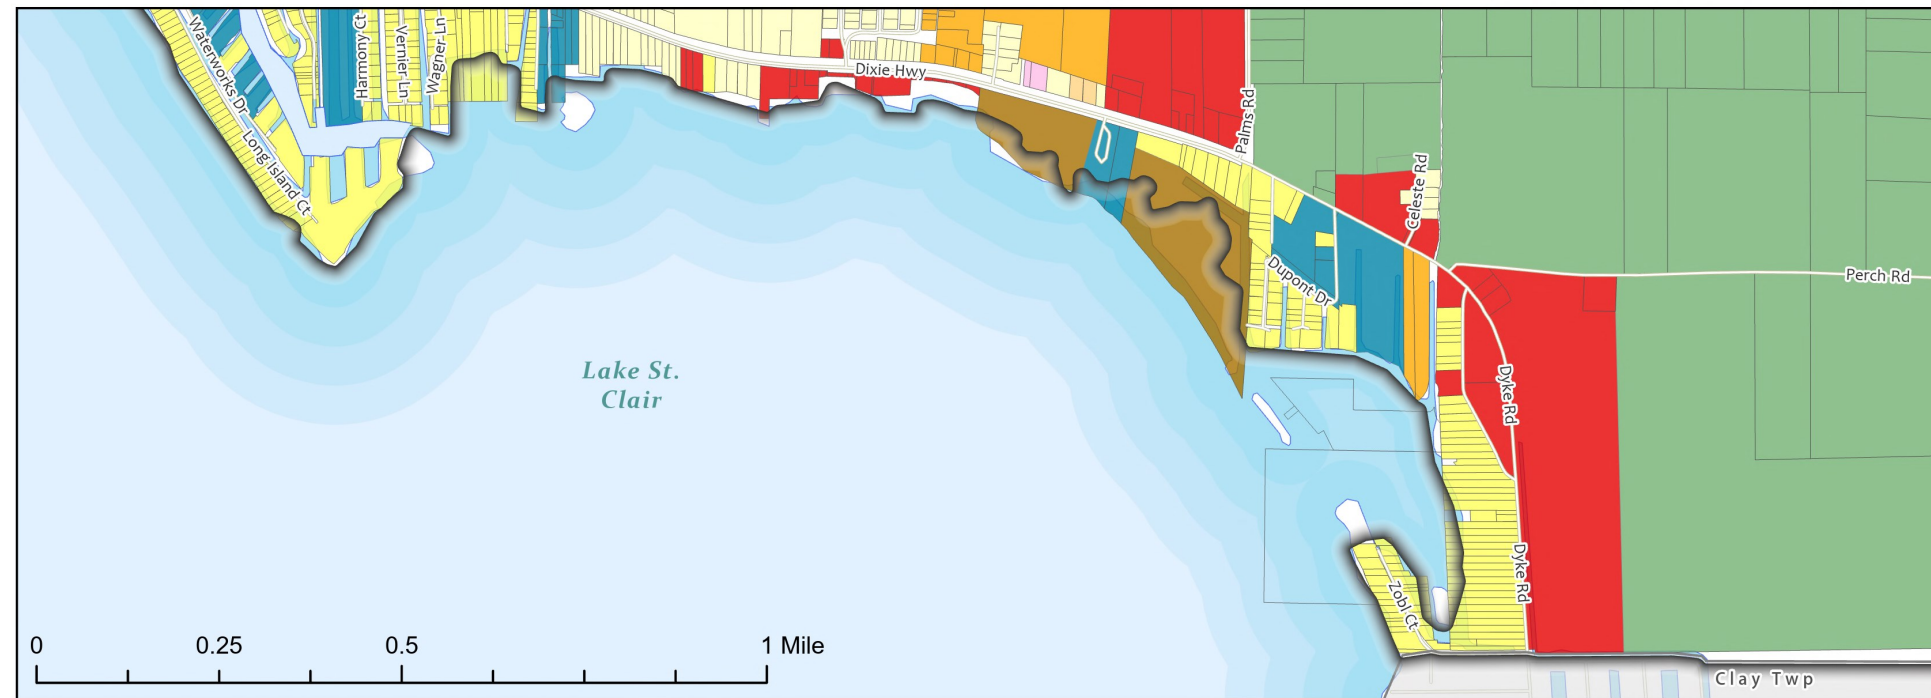 Waterworks Dr
Harmony Ct
Vernier Ln
Wagner Ln
Dixie Hwy
Palms Rd
Long Island Ct
Celeste Rd
Dupont Dr
Perch Rd
Lake St.
Clair
Dyke Rd
Dyke Rd
Zobl Ct
0 0.25 0.5 1 Mile
Clay Twp